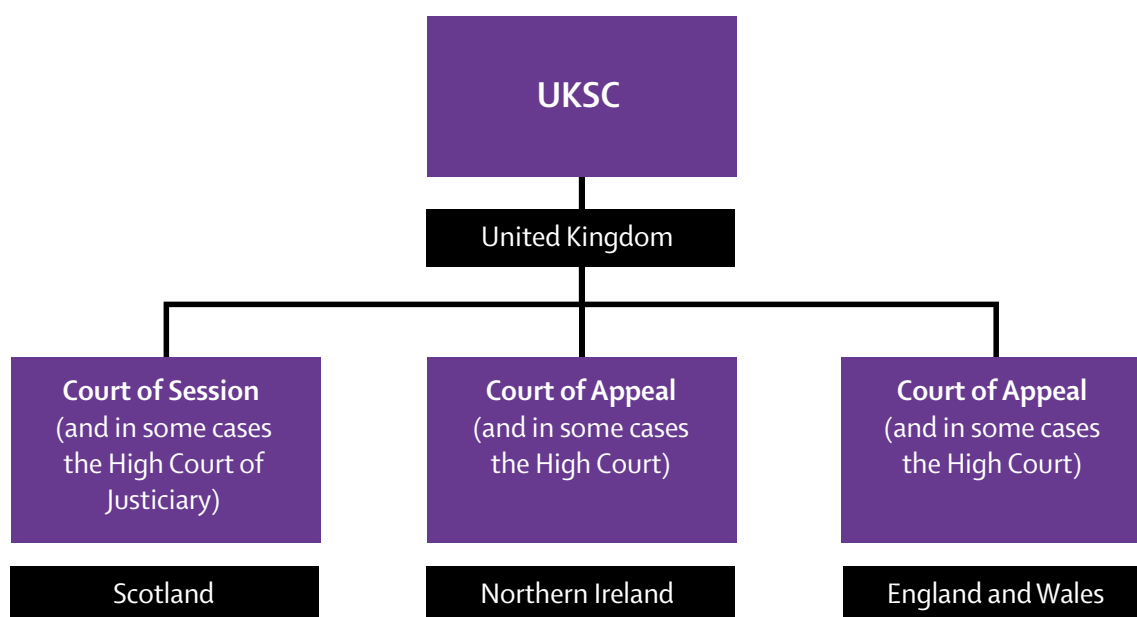 UKSC
United Kingdom
Court of Session
(and in some cases
the High Court of
Justiciary)
Scotland
Court of Appeal
(and in some cases
the High Court)
Northern Ireland
Court of Appeal
(and in some cases
the High Court)
England and Wales